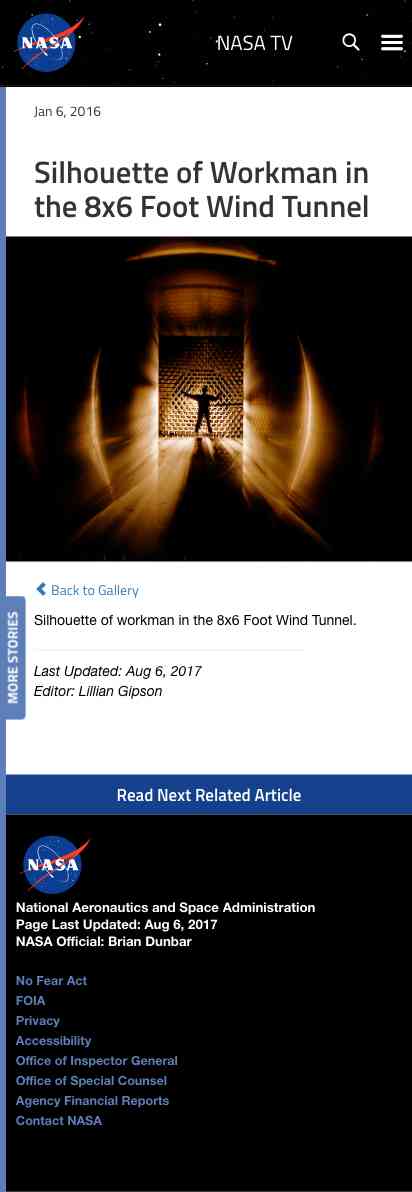 NASA
NASA TV
Jan 6, 2016
Silhouette of Workman in
the 8x6 Foot Wind Tunnel
Back to Gallery
Silhouette of workman in the 8x6 Foot Wind Tunnel.
MORE STORIES
Last Updated: Aug 6, 2017
Editor: Lillian Gipson
Read Next Related Article
NASA
National Aeronautics and Space Administration
Page Last Updated: Aug 6, 2017
NASA Official: Brian Dunbar
No Fear Act
FOIA
Privacy
Accessibility
Office of Inspector General
Office of Special Counsel
Agency Financial Reports
Contact NASA